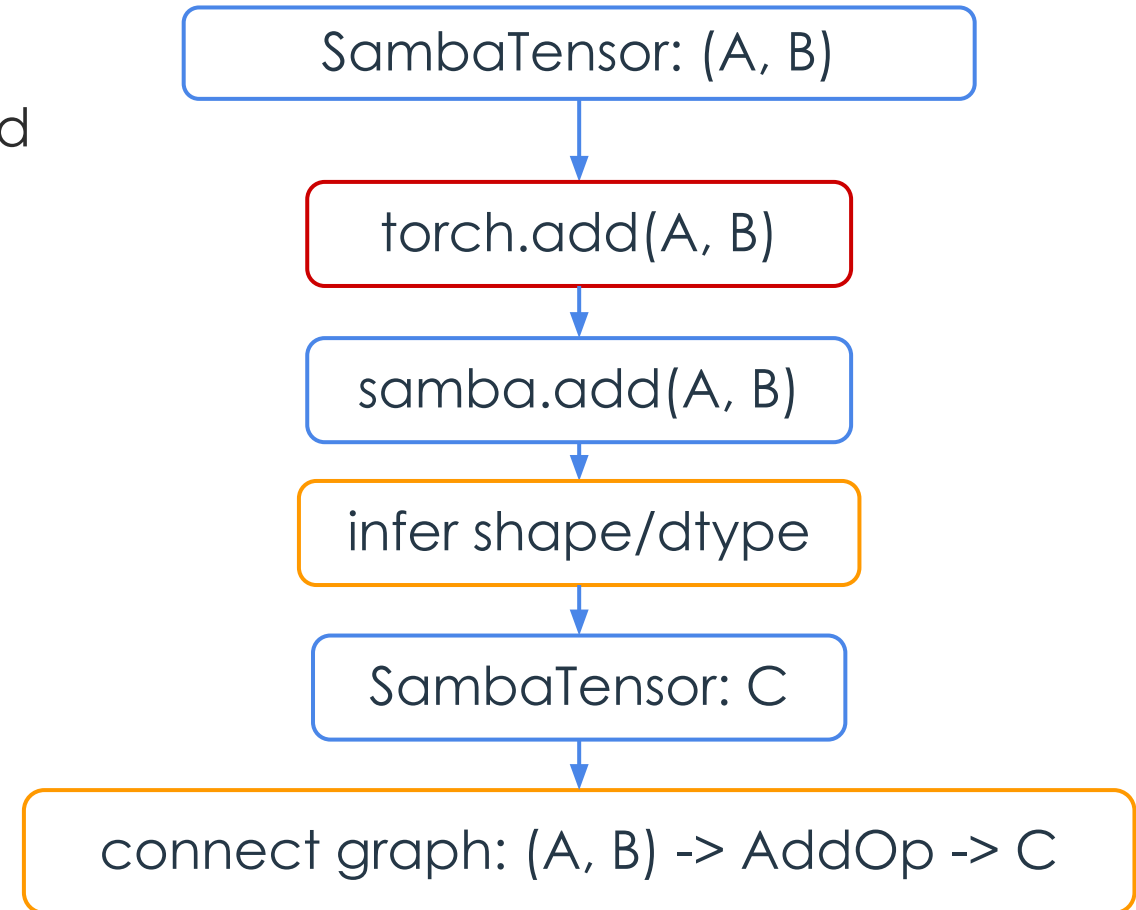 SambaTensor: (A, B)
d
torch.add(A, B)
samba.add(A, B)
infer shape/dtype
SambaTensor: C
connect graph: (A, B) -> AddOp -> C